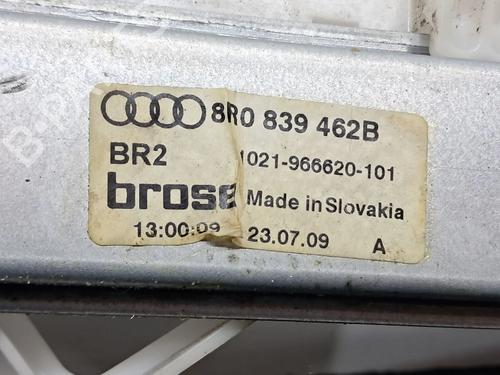 8R0 839 462B
BR2 1021-966620-101
brose Made in Slovakia
13:00:09 23.07.09 A